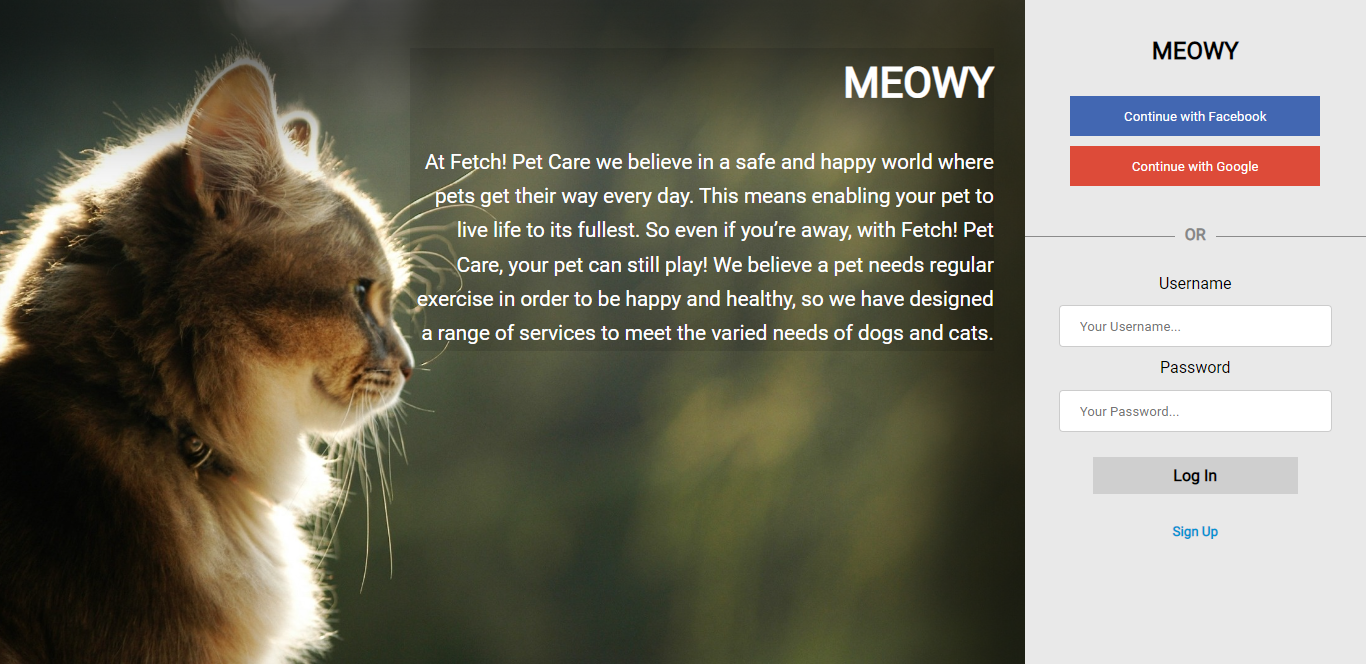 MEOWY
At Fetch! Pet Care we believe in a safe and happy world where
pets get their way every day. This means enabling your pet to
live life to its fullest. So even if you’re away, with Fetch! Pet
Care, your pet can still play! We believe a pet needs regular
exercise in order to be happy and healthy, so we have designed
a range of services to meet the varied needs of dogs and cats.
MEOWY
Continue with Facebook
Continue with Google
OR
Username
Your Username...
Password
Your Password...
Log In
Sign Up